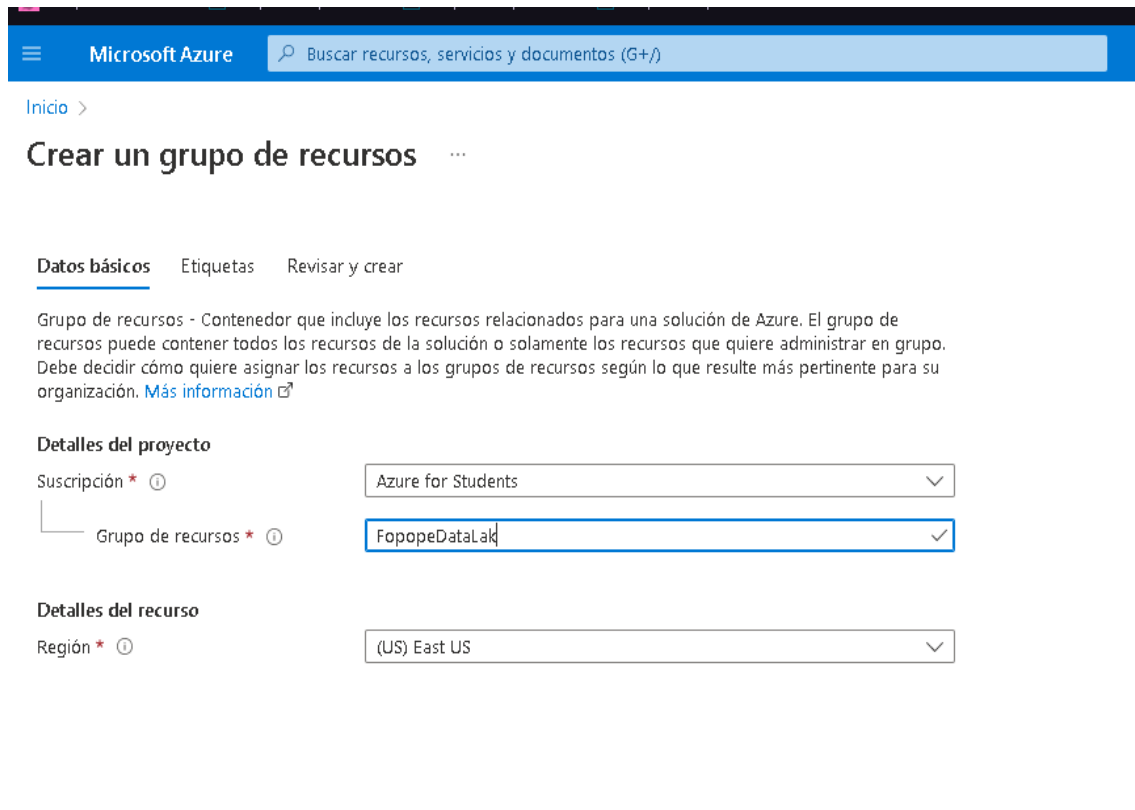 Microsoft Azure
Buscar recursos, servicios y documentos (G+/)
Inicio >
Crear un grupo de recursos ...
Datos básicos Etiquetas Revisar y crear
Grupo de recursos - Contenedor que incluye los recursos relacionados para una solución de Azure. El grupo de
recursos puede contener todos los recursos de la solución o solamente los recursos que quiere administrar en grupo.
Debe decidir cómo quiere asignar los recursos a los grupos de recursos según lo que resulte más pertinente para su
organización. Más información
Detalles del proyecto
Suscripción * Azure for Students
Grupo de recursos * FopopeDataLak
Detalles del recurso
Región * (US) East US